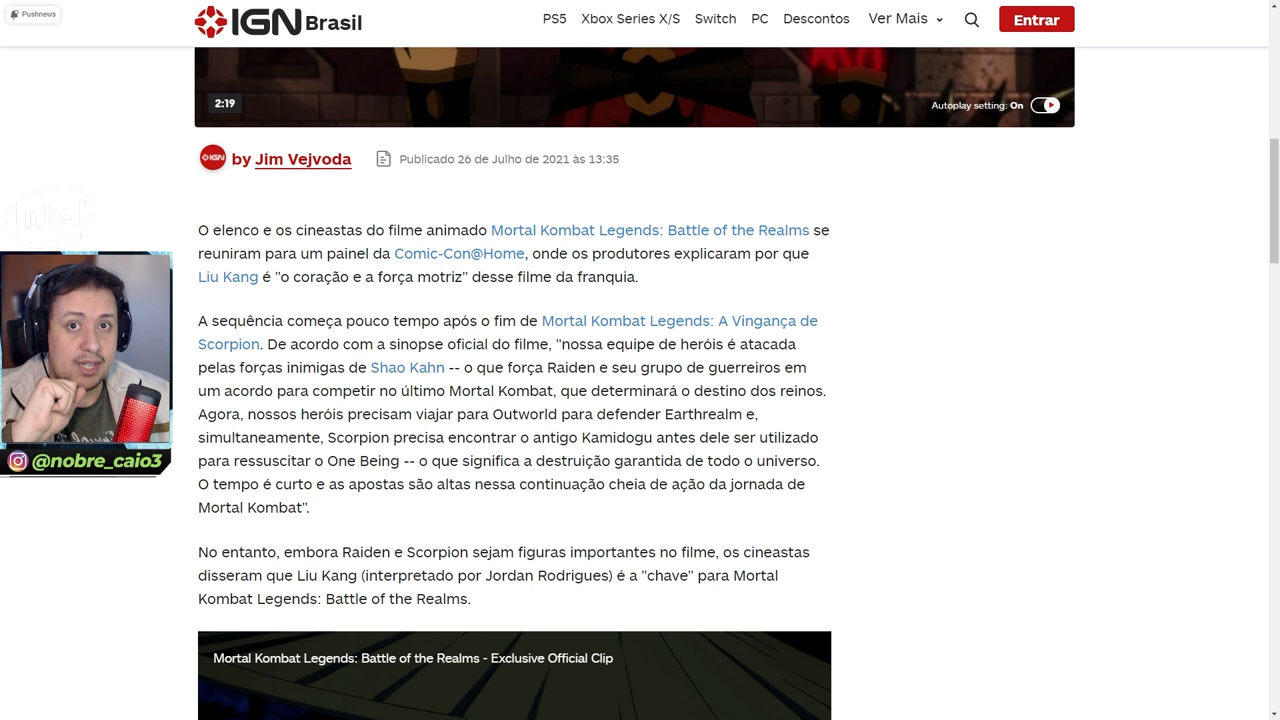 Pushnews
IGN Brasil
PS5 Xbox Series X/S Switch PC Descontos Ver Mais Entrar
2:19
Autoplay setting: On
IGN by Jim Vejvoda Publicado 26 de Julho de 2021 às 13:35
intel
O elenco e os cineastas do filme animado Mortal Kombat Legends: Battle of the Realms se
reuniram para um painel da Comic-Con@Home, onde os produtores explicaram por que
Liu Kang é "o coração e a força motriz" desse filme da franquia.
A sequência começa pouco tempo após o fim de Mortal Kombat Legends: A Vingança de
Scorpion. De acordo com a sinopse oficial do filme, "nossa equipe de heróis é atacada
pelas forças inimigas de Shao Kahn -- o que força Raiden e seu grupo de guerreiros em
um acordo para competir no último Mortal Kombat, que determinará o destino dos reinos.
Agora, nossos heróis precisam viajar para Outworld para defender Earthrealm e,
simultaneamente, Scorpion precisa encontrar o antigo Kamidogu antes dele ser utilizado
para ressuscitar o One Being -- o que significa a destruição garantida de todo o universo.
O tempo é curto e as apostas são altas nessa continuação cheia de ação da jornada de
Mortal Kombat".
@nobre_caio3
No entanto, embora Raiden e Scorpion sejam figuras importantes no filme, os cineastas
disseram que Liu Kang (interpretado por Jordan Rodrigues) é a "chave" para Mortal
Kombat Legends: Battle of the Realms.
Mortal Kombat Legends: Battle of the Realms - Exclusive Official Clip